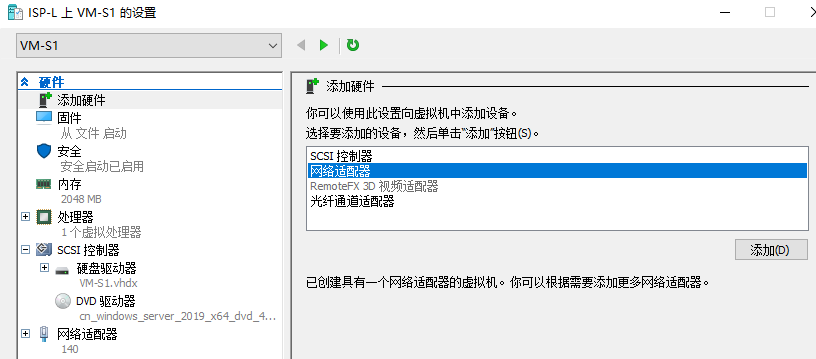 ISP-L 上 VM-S1 的设置
VM-S1
硬件
添加硬件
固件
从 文件 启动
安全
安全启动已启用
内存
2048 MB
处理器
1 个虚拟处理器
SCSI 控制器
硬盘驱动器
VM-S1.vhdx
DVD 驱动器
cn_windows_server_2019_x64_dvd_4...
网络适配器
140
添加硬件
你可以使用此设置向虚拟机中添加设备。
选择要添加的设备，然后单击“添加”按钮(S)。
SCSI 控制器
网络适配器
RemoteFX 3D 视频适配器
光纤通道适配器
添加(D)
已创建具有一个网络适配器的虚拟机。你可以根据需要添加更多网络适配器。